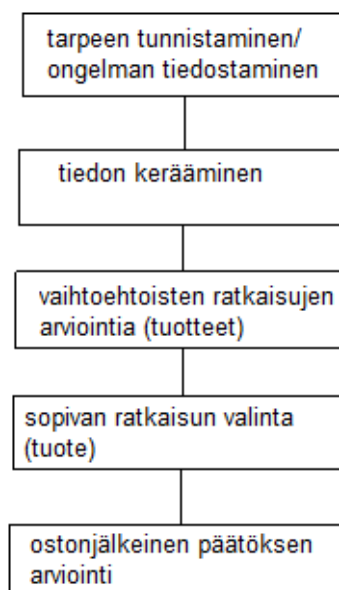 tarpeen tunnistaminen/
ongelman tiedostaminen
tiedon kerääminen
vaihtoehtoisten ratkaisujen
arviointia (tuotteet)
sopivan ratkaisun valinta
(tuote)
ostonjälkeinen päätöksen
arviointi